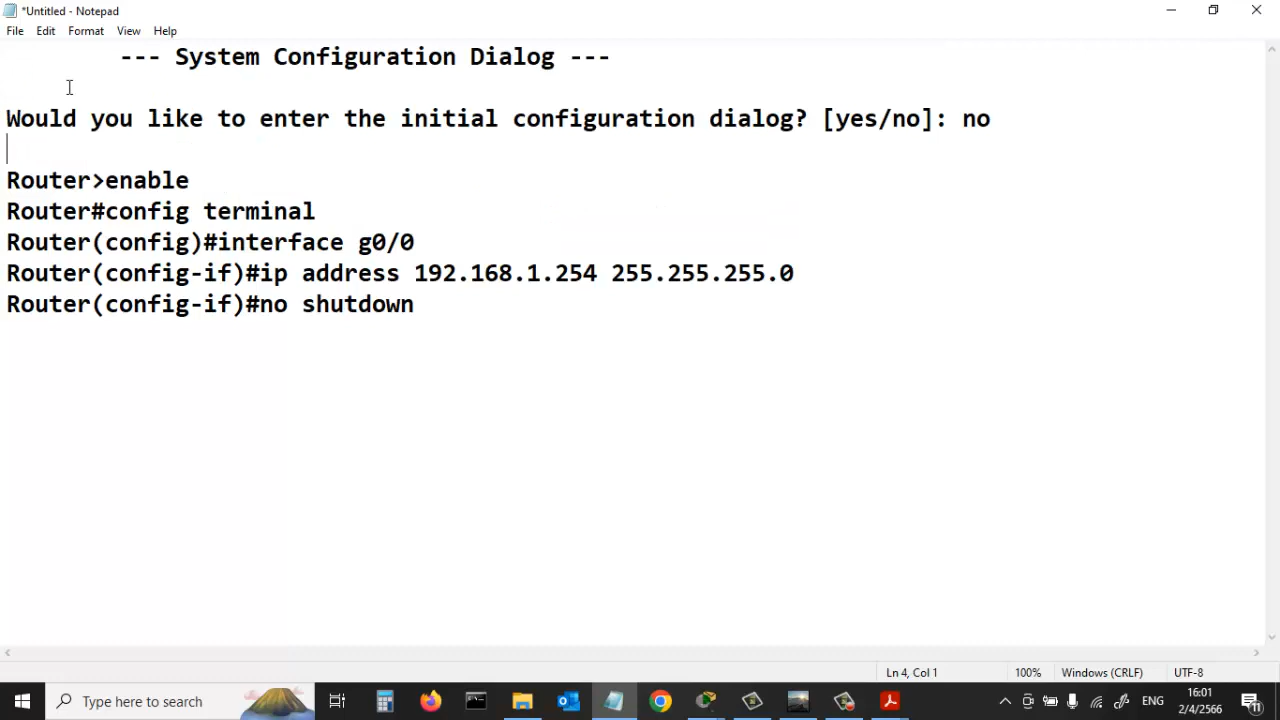 *Untitled - Notepad
File Edit Format View Help
--- System Configuration Dialog ---
Would you like to enter the initial configuration dialog? [yes/no]: no
Router>enable
Router#config terminal
Router(config)#interface g0/0
Router(config-if)#ip address 192.168.1.254 255.255.255.0
Router(config-if)#no shutdown
Ln 4, Col 1 100% Windows (CRLF) UTF-8
Type here to search
ENG
16:01
2/4/2566
11